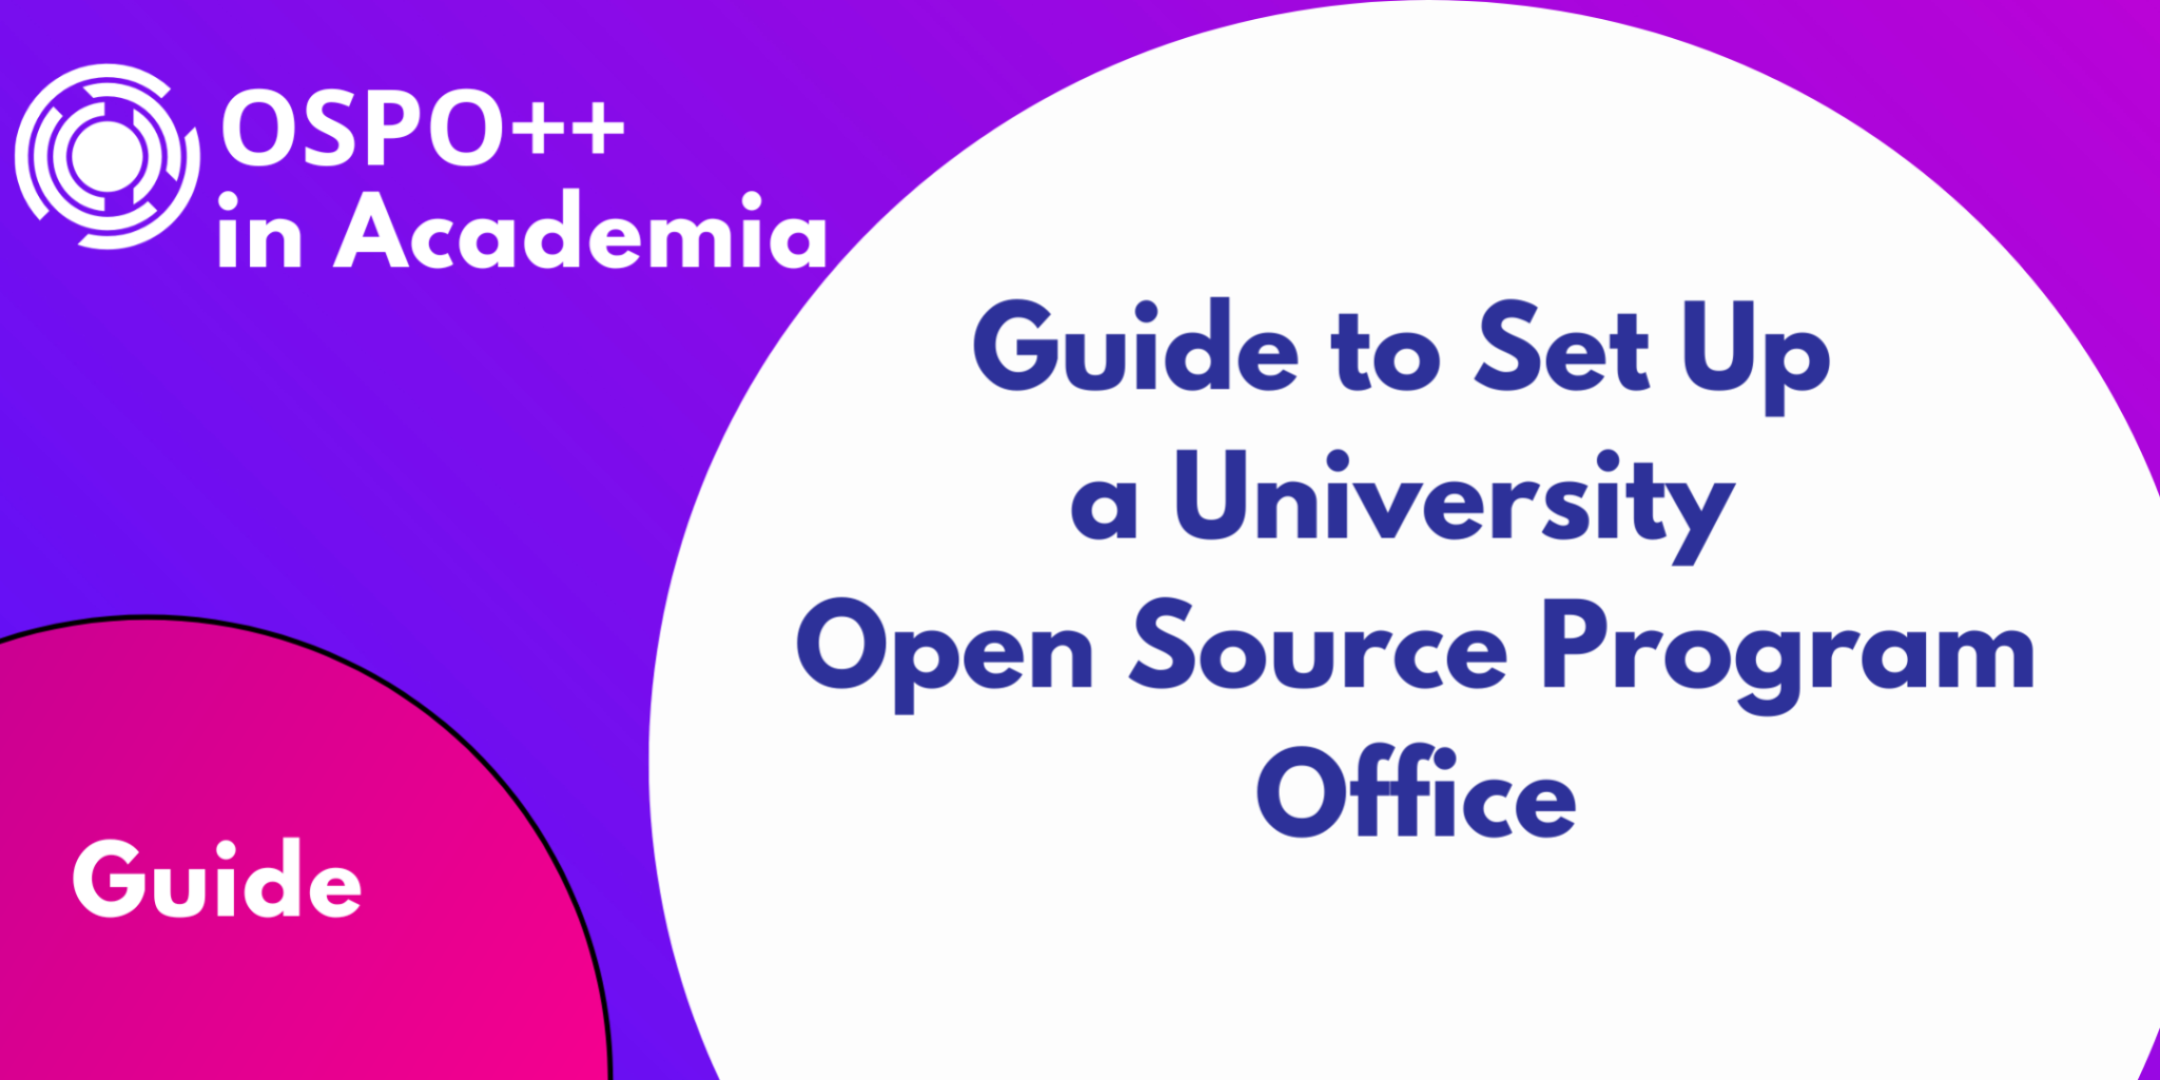 OSPO++
in Academia
Guide to Set Up
a University
Open Source Program
Office
Guide